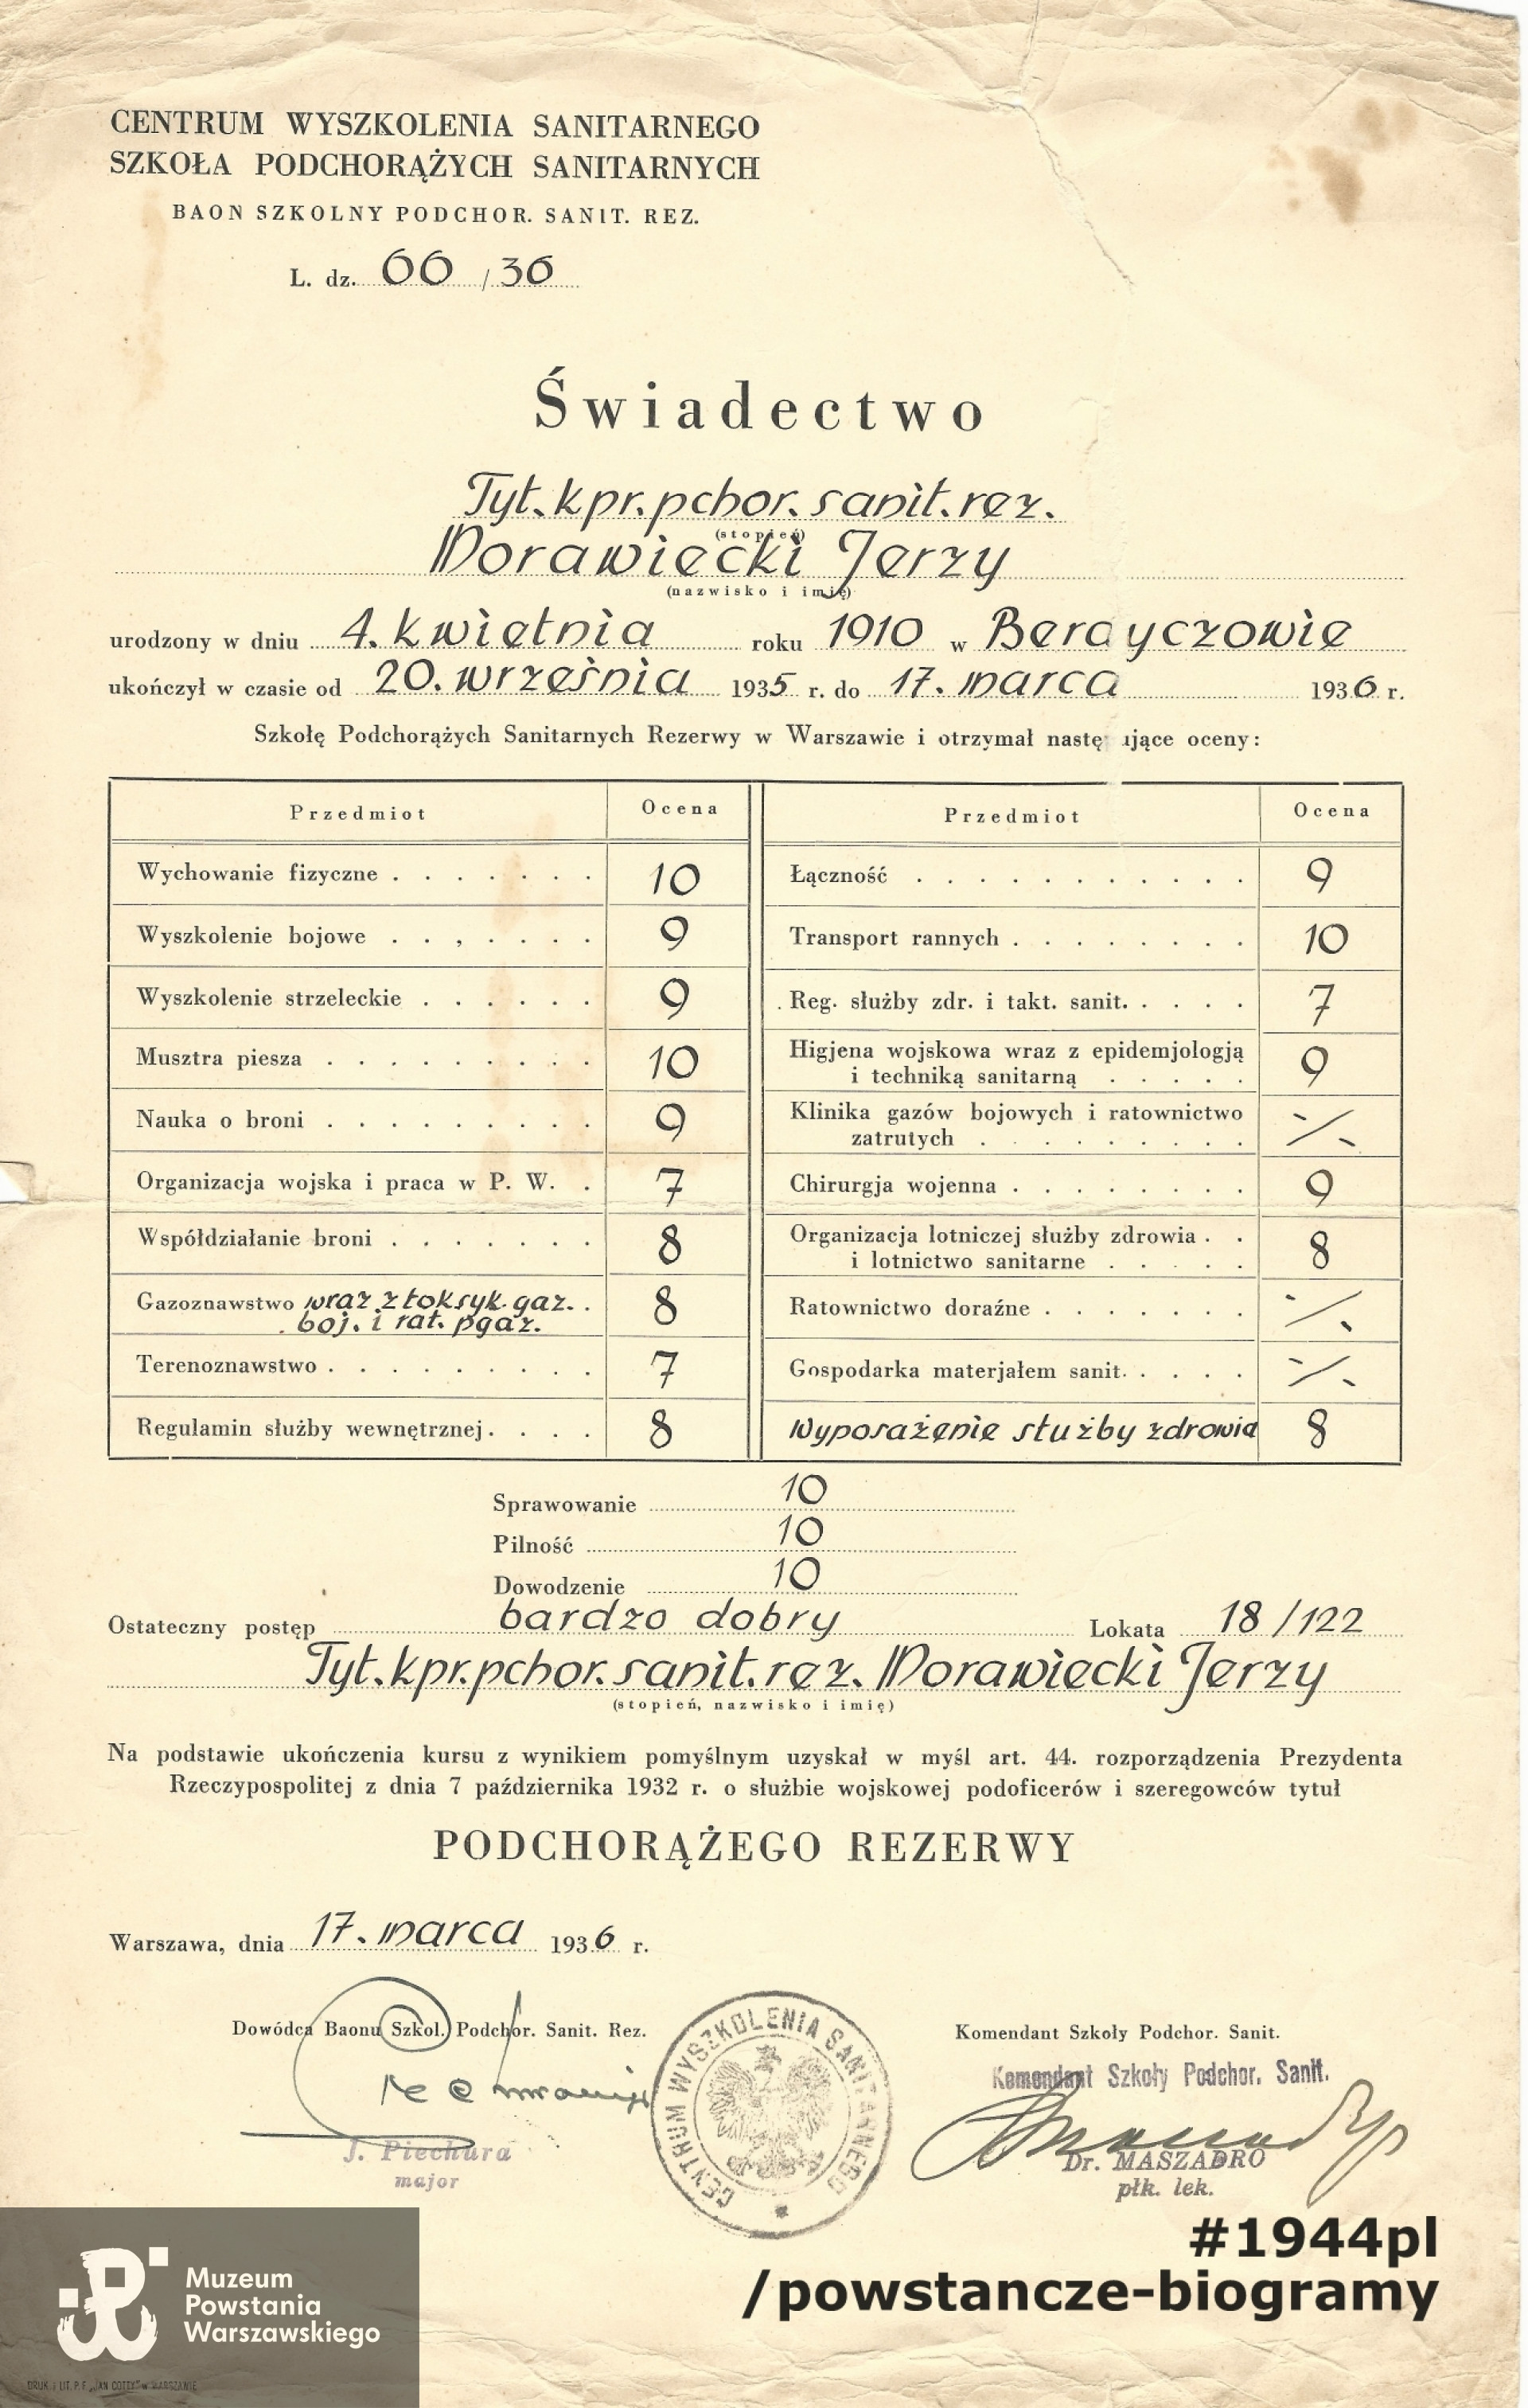 CENTRUM WYSZKOLENIA SANITARNEGO
SZKOŁA PODCHORĄŻYCH SANITARNYCH
BAON SZKOLNY PODCHOR. SANIT. REZ.
L. dz. 66 / 36
Świadectwo
Tyt. kpr. pchor. sanit. rez.
(stopień)
Morawiecki Jerzy
(nazwisko i imię)
urodzony w dniu 4. kwietnia roku 1910 w Berdyczowie
ukończył w czasie od 20. września 1935 r. do 17. marca 1936 r.
Szkołę Podchorążych Sanitarnych Rezerwy w Warszawie i otrzymał następujące oceny:
Przedmiot Ocena Przedmiot Ocena
Wychowanie fizyczne . . . . . . . 10 Łączność . . . . . . . . . . . . 9
Wyszkolenie bojowe . . . . . . . 9 Transport rannych . . . . . . . . 10
Wyszkolenie strzeleckie . . . . . . 9 Reg. służby zdr. i takt. sanit. . . . . 7
Musztra piesza . . . . . . . . . 10 Higjena wojskowa wraz z epidemjologją
i techniką sanitarną . . . . . 9
Nauka o broni . . . . . . . . . 9 Klinika gazów bojowych i ratownictwo
zatrutych . . . . . . . . . ./.
Organizacja wojska i praca w P. W. . 7 Chirurgja wojenna . . . . . . . . 9
Współdziałanie broni . . . . . . . 8 Organizacja lotniczej służby zdrowia . .
i lotnictwo sanitarne . . . . . 8
Gazoznawstwo wraz z toksyk. gaz. .
boj. i rat. pgaz. 8 Ratownictwo doraźne . . . . . . . ./.
Terenoznawstwo . . . . . . . . . 7 Gospodarka materjałem sanit. . . . . ./.
Regulamin służby wewnętrznej . . . . 8 Wyposażenie służby zdrowia 8
Sprawowanie 10
Pilność 10
Dowodzenie 10
Ostateczny postęp bardzo dobry Lokata 18/122
Tyt. kpr. pchor. sanit. rez. Morawiecki Jerzy
(stopień, nazwisko i imię)
Na podstawie ukończenia kursu z wynikiem pomyślnym uzyskał w myśl art. 44. rozporządzenia Prezydenta
Rzeczypospolitej z dnia 7 października 1932 r. o służbie wojskowej podoficerów i szeregowców tytuł
PODCHORĄŻEGO REZERWY
Warszawa, dnia 17. marca 1936 r.
Dowódca Baonu Szkol. Podchor. Sanit. Rez. Komendant Szkoły Podchor. Sanit.
Komendant Szkoły Podchor. Sanit.
CENTRUM WYSZKOLENIA SANITARNEGO
J. Piechura
major
Dr. MASZADRO
płk. lek.
#1944pl
/powstancze-biogramy
Muzeum
Powstania
Warszawskiego
DRUK. i LIT. P. F. „JAN COTTY” w WARSZAWIE